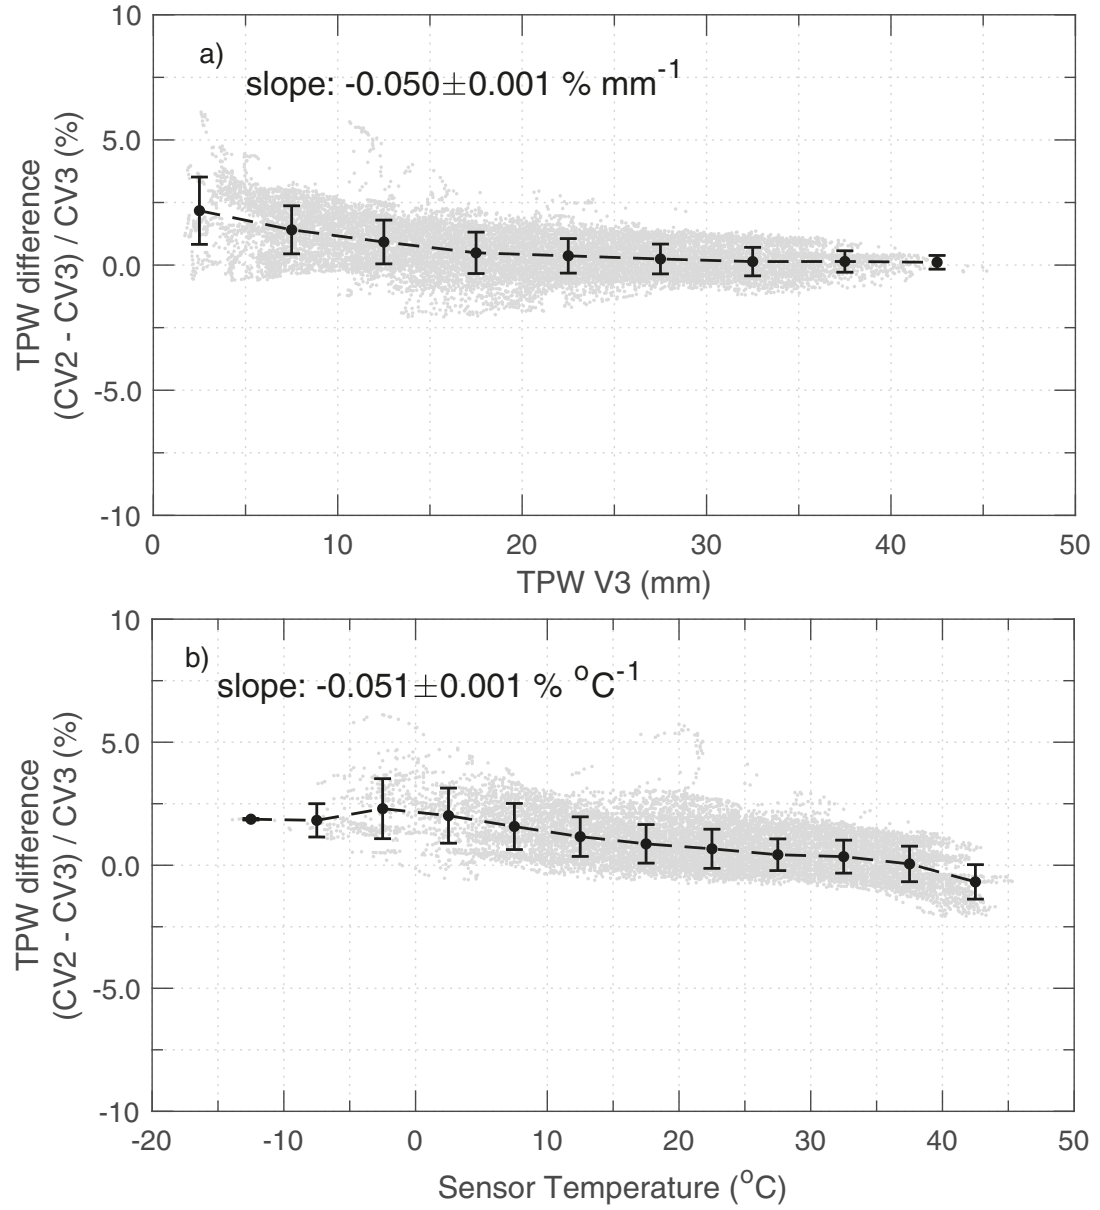 a)
slope: -0.050±0.001 % mm⁻¹
TPW difference
(CV2 - CV3) / CV3 (%)
10
5.0
0.0
-5.0
-10
0 10 20 30 40 50
TPW V3 (mm)
b)
slope: -0.051±0.001 % ᵒC⁻¹
TPW difference
(CV2 - CV3) / CV3 (%)
10
5.0
0.0
-5.0
-10
-20 -10 0 10 20 30 40 50
Sensor Temperature (ᵒC)